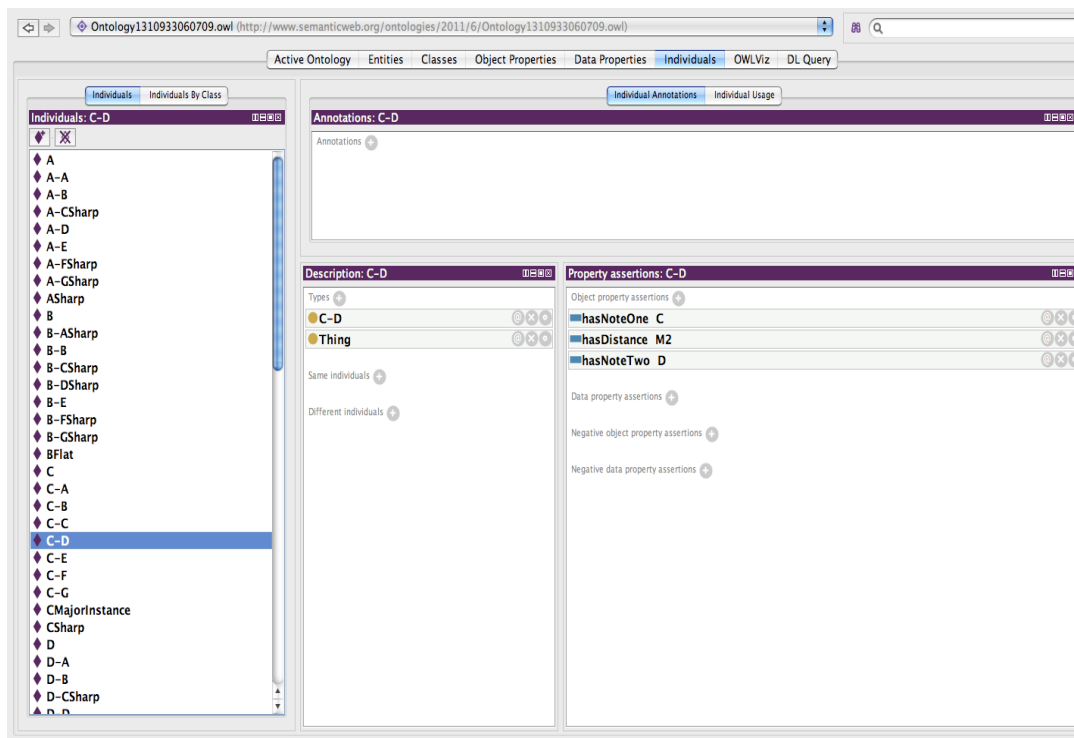 Ontology1310933060709.owl (http://www.semanticweb.org/ontologies/2011/6/Ontology1310933060709.owl)
Active Ontology Entities Classes Object Properties Data Properties Individuals OWLViz DL Query
Individuals Individuals By Class
Individuals: C-D
A
A-A
A-B
A-CSharp
A-D
A-E
A-FSharp
A-GSharp
ASharp
B
B-ASharp
B-B
B-CSharp
B-DSharp
B-E
B-FSharp
B-GSharp
BFlat
C
C-A
C-B
C-C
C-D
C-E
C-F
C-G
CMajorInstance
CSharp
D
D-A
D-B
D-CSharp
D-D
Individual Annotations Individual Usage
Annotations: C-D
Annotations
Description: C-D
Types
C-D
Thing
Same individuals
Different individuals
Property assertions: C-D
Object property assertions
hasNoteOne C
hasDistance M2
hasNoteTwo D
Data property assertions
Negative object property assertions
Negative data property assertions